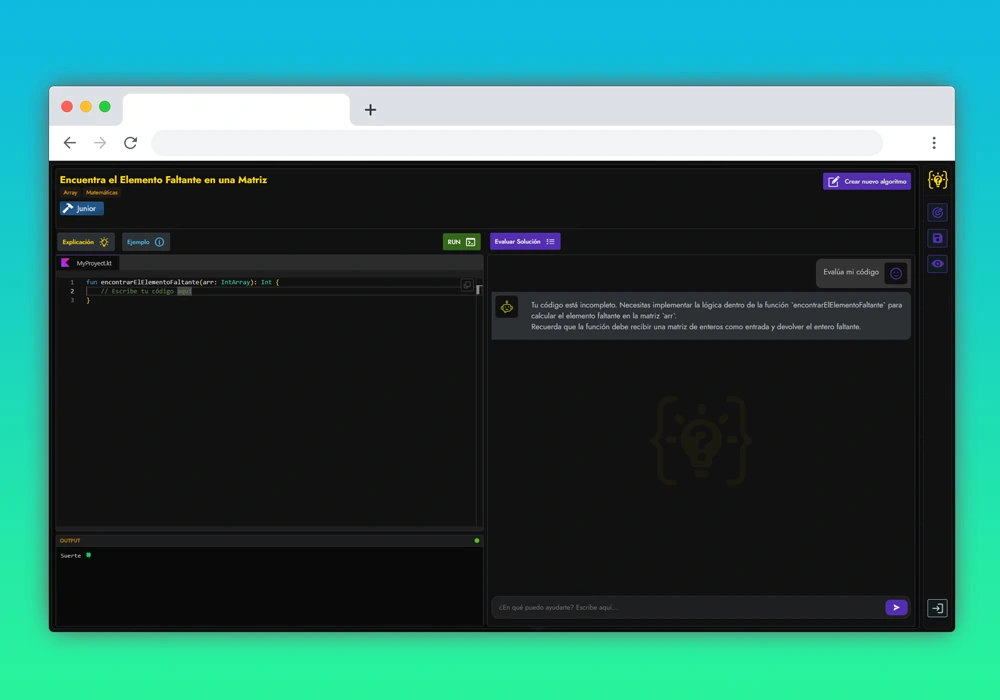 Encuentra el Elemento Faltante en una Matriz
Crear nuevo algoritmo
Array Matemáticas
Junior
Explicación Ejemplo RUN Evaluar Solución
MyProyect.kt
Evalúa mi código
1 fun encontrarElElementoFaltante(arr: IntArray): Int {
2 // Escribe tu código aquí
3 }
Tu código está incompleto. Necesitas implementar la lógica dentro de la función `encontrarElElementoFaltante` para
calcular el elemento faltante en la matriz `arr`.
Recuerda que la función debe recibir una matriz de enteros como entrada y devolver el entero faltante.
OUTPUT
Suerte
¿En qué puedo ayudarte? Escribe aquí...